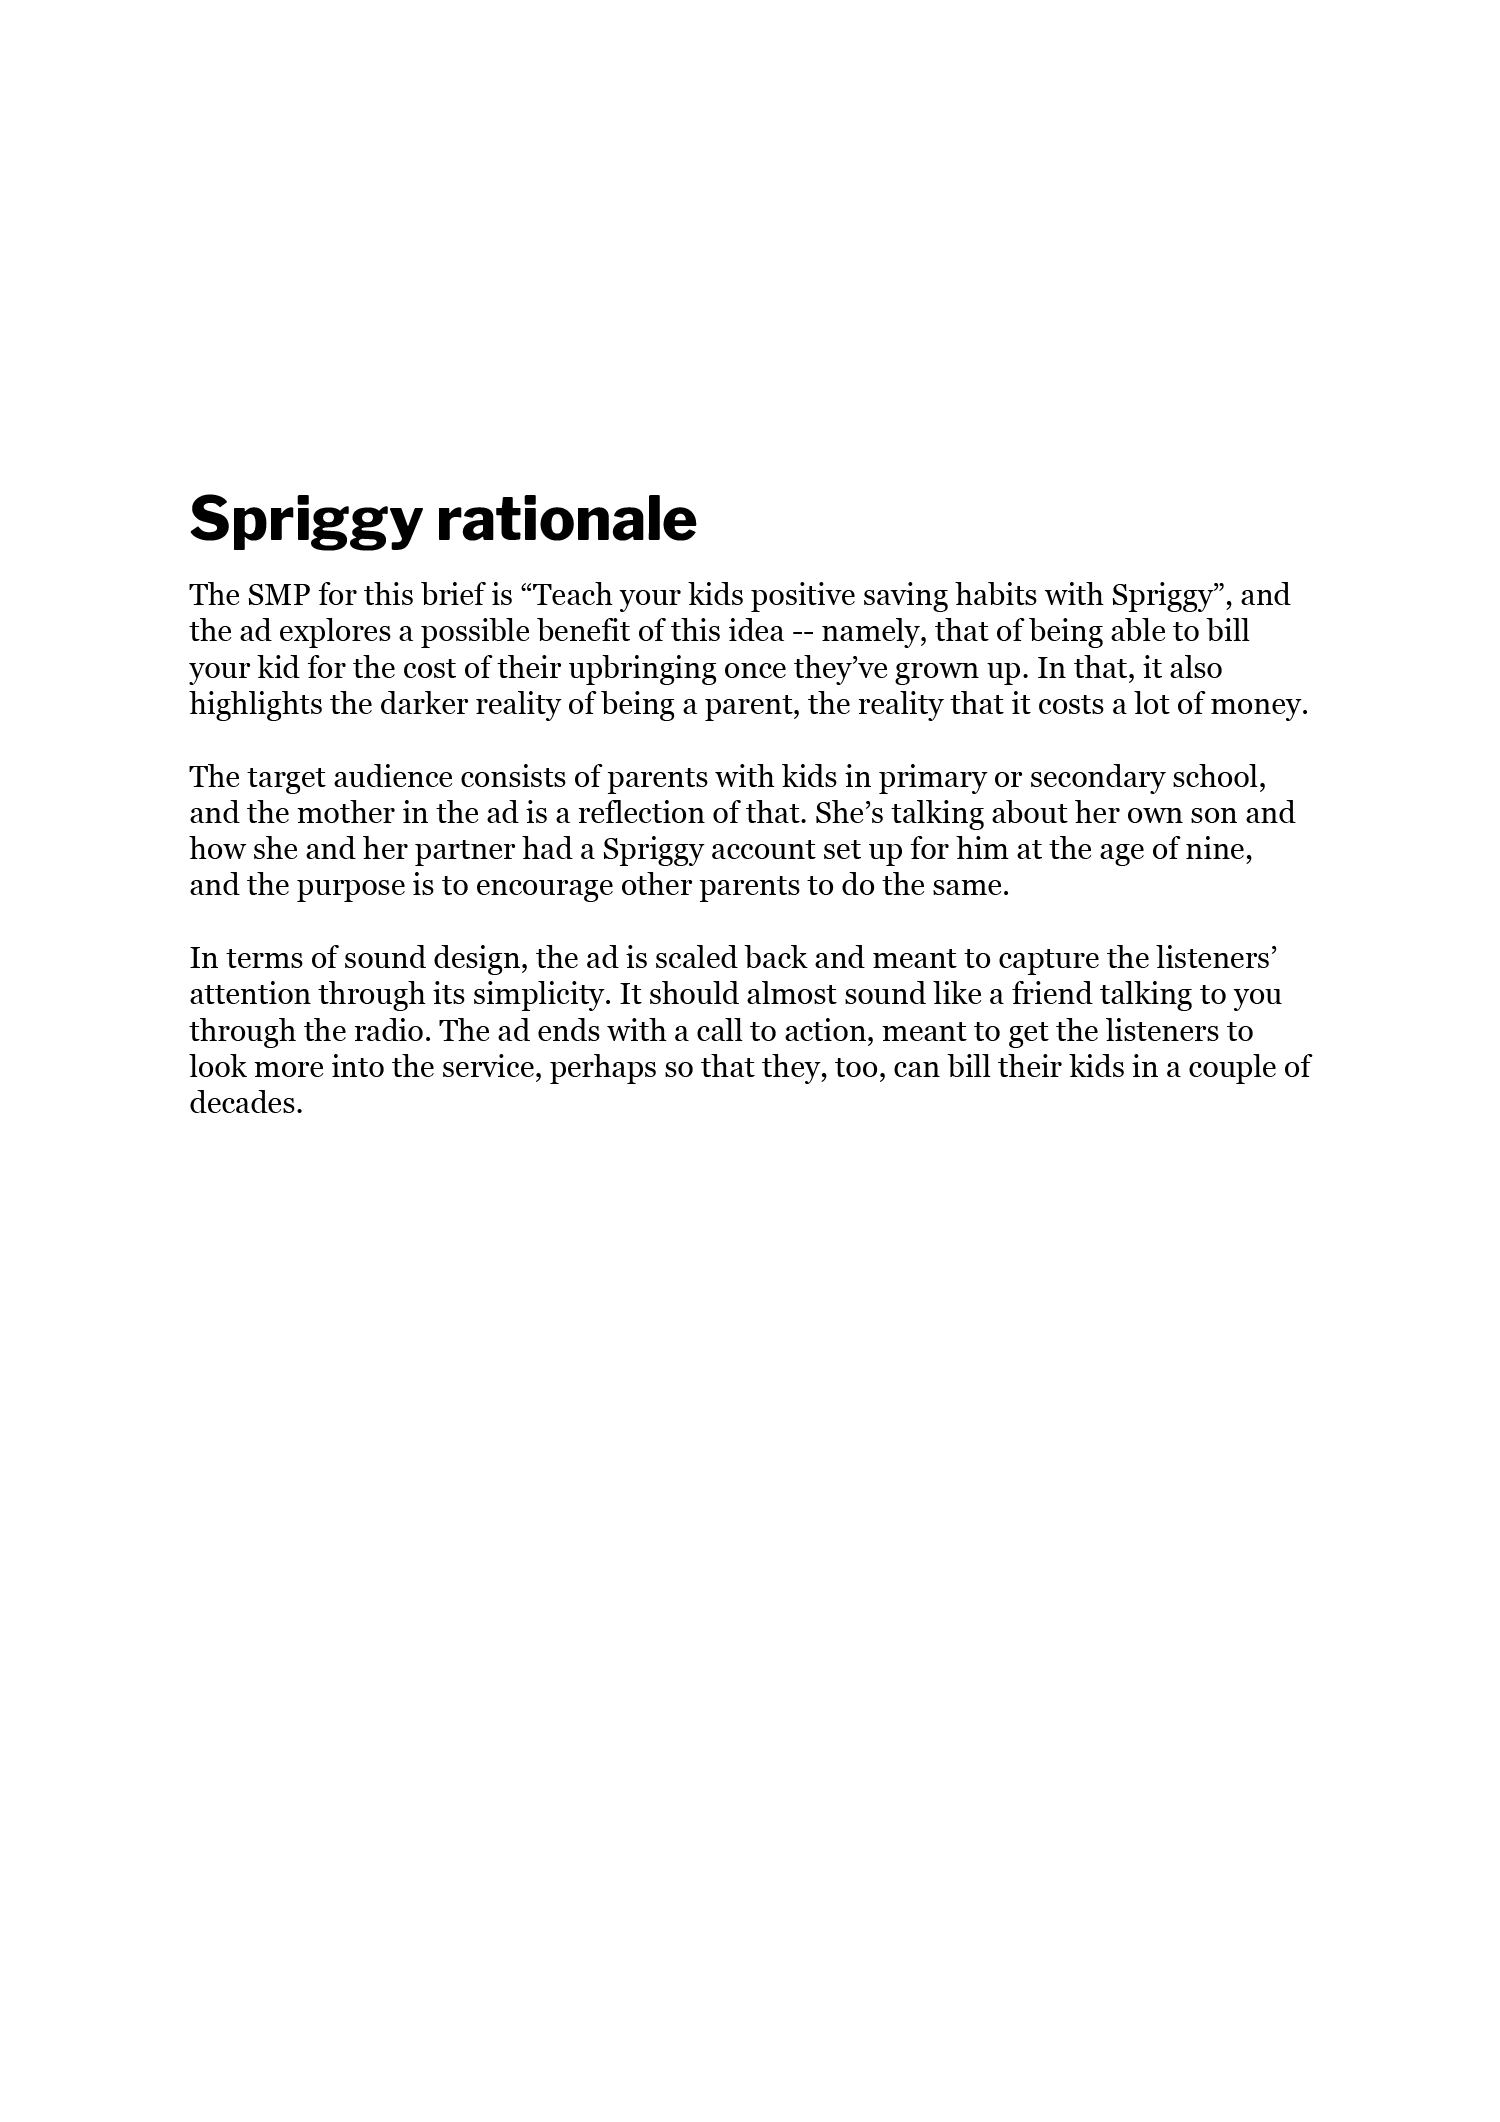 Spriggy rationale
The SMP for this brief is “Teach your kids positive saving habits with Spriggy”, and
the ad explores a possible benefit of this idea -- namely, that of being able to bill
your kid for the cost of their upbringing once they’ve grown up. In that, it also
highlights the darker reality of being a parent, the reality that it costs a lot of money.
The target audience consists of parents with kids in primary or secondary school,
and the mother in the ad is a reflection of that. She’s talking about her own son and
how she and her partner had a Spriggy account set up for him at the age of nine,
and the purpose is to encourage other parents to do the same.
In terms of sound design, the ad is scaled back and meant to capture the listeners’
attention through its simplicity. It should almost sound like a friend talking to you
through the radio. The ad ends with a call to action, meant to get the listeners to
look more into the service, perhaps so that they, too, can bill their kids in a couple of
decades.